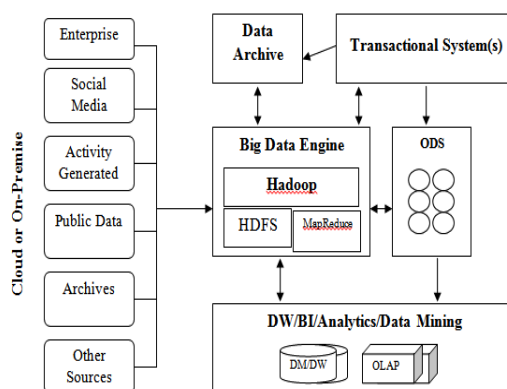 Cloud or On-Premise
Enterprise
Social
Media
Activity
Generated
Public Data
Archives
Other
Sources
Data
Archive
Transactional System(s)
Big Data Engine
Hadoop
HDFS
MapReduce
ODS
DW/BI/Analytics/Data Mining
DM/DW
OLAP